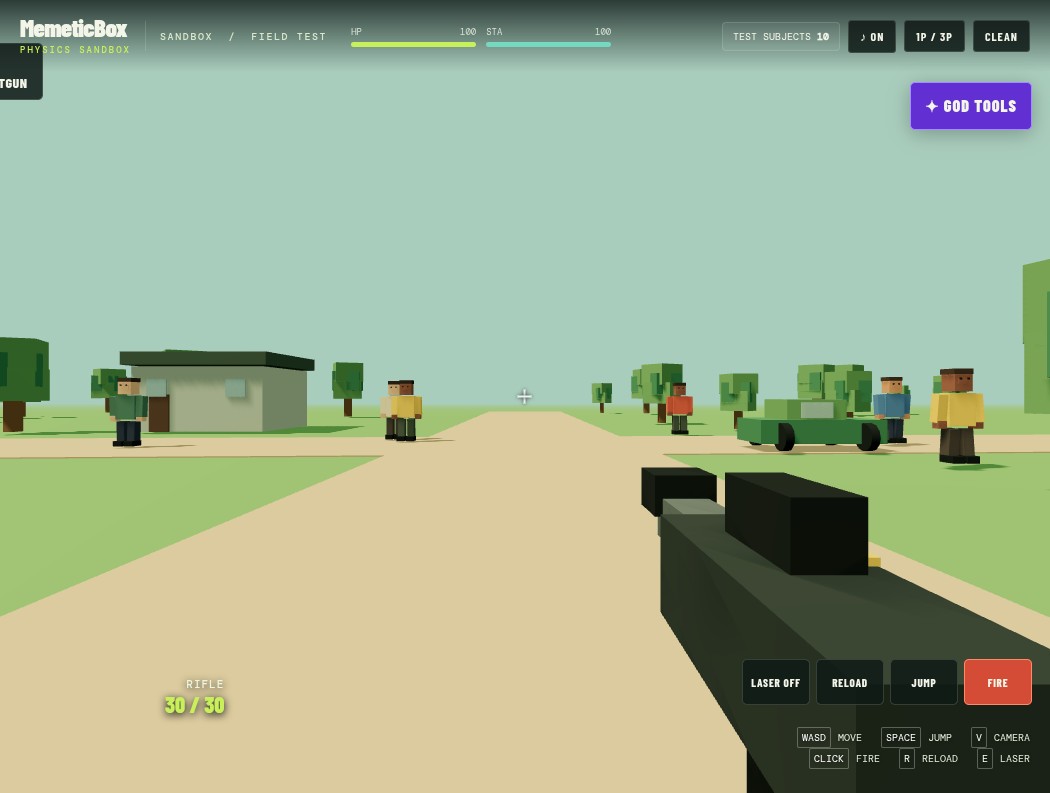 MemeticBox
PHYSICS SANDBOX
SANDBOX / FIELD TEST
HP 100
STA 100
TEST SUBJECTS 10
♪ ON
1P / 3P
CLEAN
TGUN
✦ GOD TOOLS
RIFLE
30 / 30
LASER OFF
RELOAD
JUMP
FIRE
WASD MOVE SPACE JUMP V CAMERA
CLICK FIRE R RELOAD E LASER